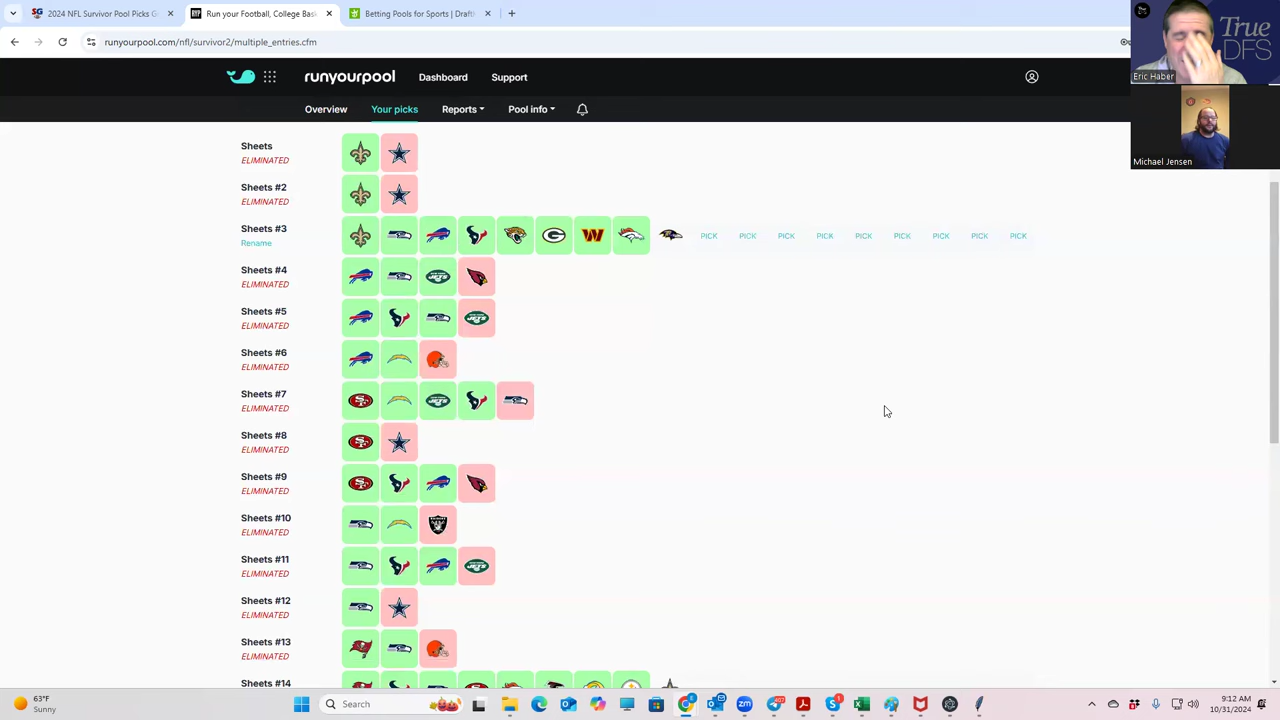 2024 NFL Survivor Pool Picks G
Run your Football, College Bas
Betting Pools for Sports | Draft
runyourpool.com/nfl/survivor2/multiple_entries.cfm
True
DFS
Eric Haber
Michael Jensen
runyourpool
Dashboard
Support
Overview
Your picks
Reports
Pool info
Sheets
ELIMINATED
Sheets #2
ELIMINATED
Sheets #3
Rename
PICK PICK PICK PICK PICK PICK PICK PICK PICK
Sheets #4
ELIMINATED
Sheets #5
ELIMINATED
Sheets #6
ELIMINATED
Sheets #7
ELIMINATED
Sheets #8
ELIMINATED
Sheets #9
ELIMINATED
Sheets #10
ELIMINATED
Sheets #11
ELIMINATED
Sheets #12
ELIMINATED
Sheets #13
ELIMINATED
Sheets #14
63°F
Sunny
Search
9:12 AM
10/31/2024